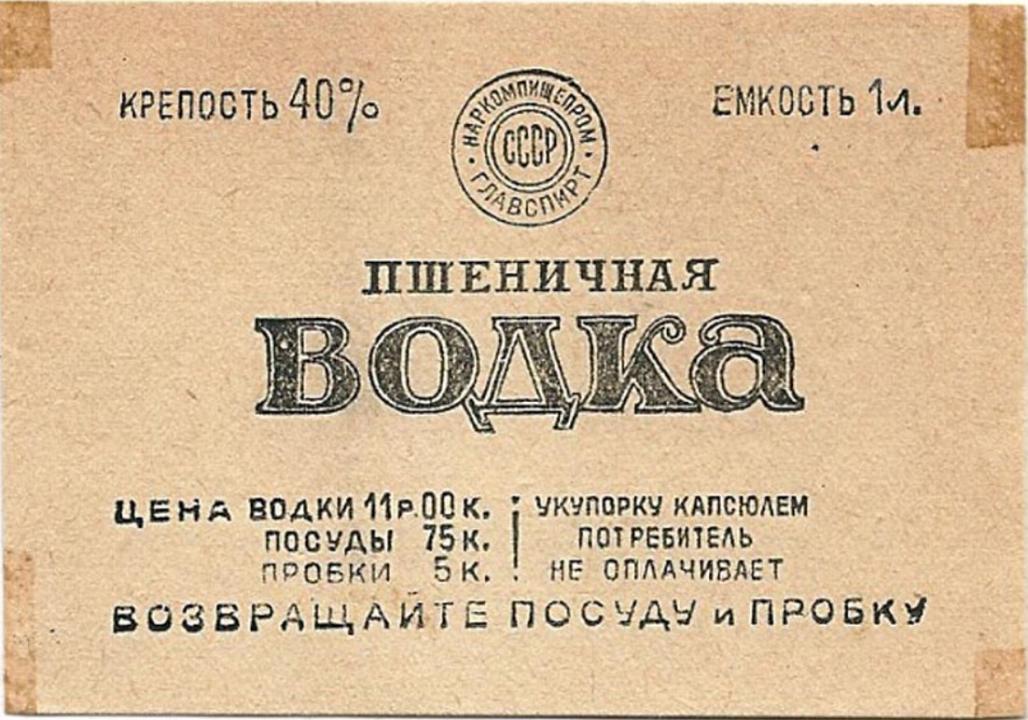 КРЕПОСТЬ 40%
НАРКОМПИЩЕПРОМ
СССР
ГЛАВСПИРТ
ЕМКОСТЬ 1л.
ПШЕНИЧНАЯ
ВОДКА
ЦЕНА ВОДКИ 11р.00к.
ПОСУДЫ 75к.
ПРОБКИ 5к.
УКУПОРКУ КАПСЮЛЕМ
ПОТРЕБИТЕЛЬ
НЕ ОПЛАЧИВАЕТ
ВОЗВРАЩАЙТЕ ПОСУДУ и ПРОБКУ